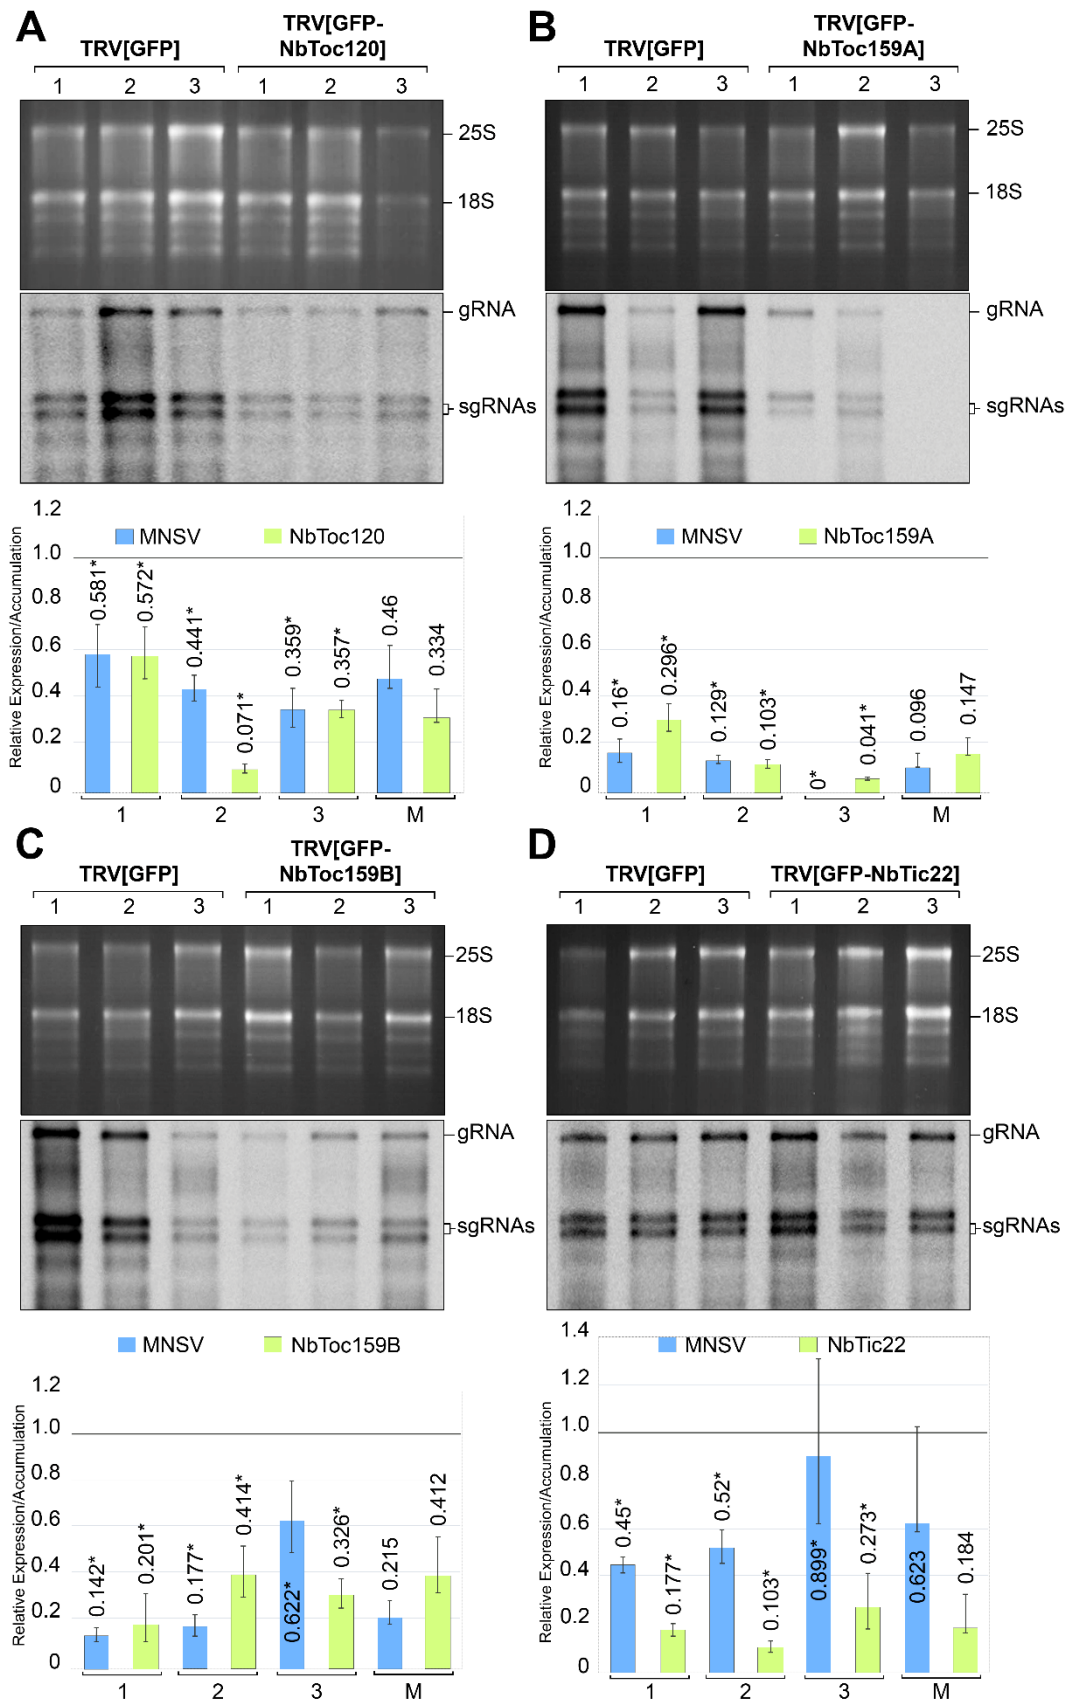 A
TRV[GFP]
TRV[GFP-
NbToc120]
1 2 3 1 2 3
25S
18S
gRNA
sgRNAs
Relative Expression/Accumulation
1.2
1.0
0.8
0.6
0.4
0.2
0
MNSV
NbToc120
0.581*
0.572*
0.441*
0.071*
0.359*
0.357*
0.46
0.334
1 2 3 M
B
TRV[GFP]
TRV[GFP-
NbToc159A]
1 2 3 1 2 3
25S
18S
gRNA
sgRNAs
Relative Expression/Accumulation
1.2
1.0
0.8
0.6
0.4
0.2
0
MNSV
NbToc159A
0.16*
0.296*
0.129*
0.103*
0*
0.041*
0.096
0.147
1 2 3 M
C
TRV[GFP]
TRV[GFP-
NbToc159B]
1 2 3 1 2 3
25S
18S
gRNA
sgRNAs
MNSV
NbToc159B
Relative Expression/Accumulation
1.2
1.0
0.8
0.6
0.4
0.2
0
0.142*
0.201*
0.177*
0.414*
0.622*
0.326*
0.215
0.412
1 2 3 M
D
TRV[GFP]
TRV[GFP-NbTic22]
1 2 3 1 2 3
25S
18S
gRNA
sgRNAs
Relative Expression/Accumulation
1.4
1.2
1.0
0.8
0.6
0.4
0.2
0
MNSV
NbTic22
0.45*
0.177*
0.52*
0.103*
0.899*
0.273*
0.623
0.184
1 2 3 M